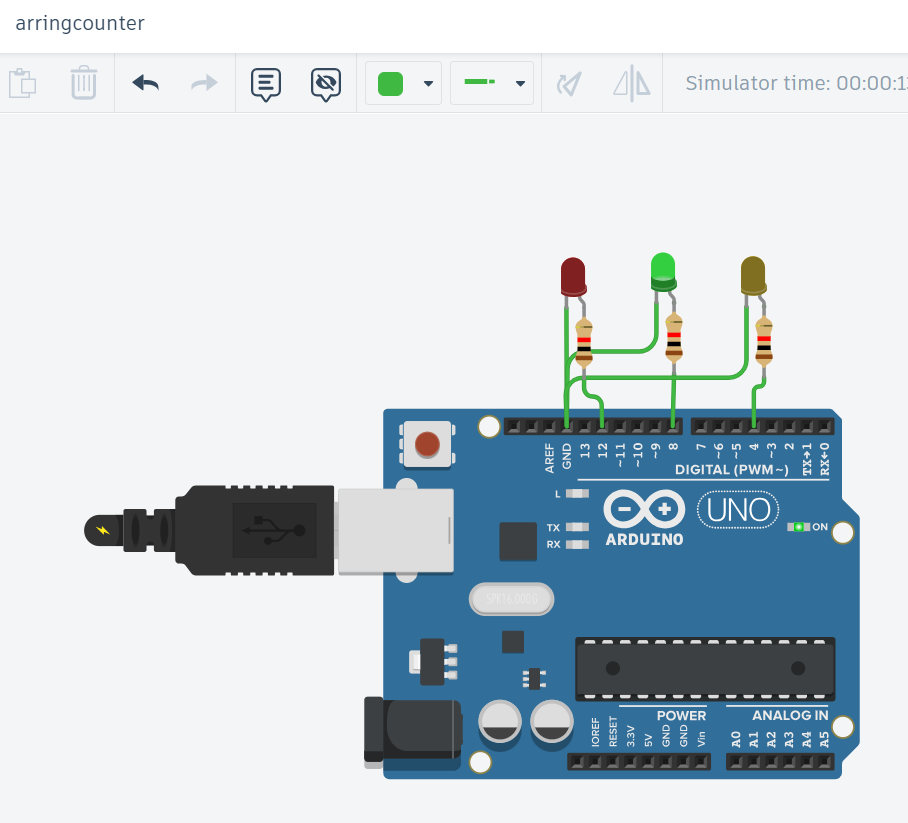 arringcounter
Simulator time: 00:00:1
AREF
GND
13
12
~11
~10
~9
8
7
~6
~5
4
~3
2
TX→1
RX←0
DIGITAL (PWM~)
L
TX
RX
UNO
ON
ARDUINO
SPK16.000G
POWER
ANALOG IN
IOREF
RESET
3.3V
5V
GND
GND
Vin
A0
A1
A2
A3
A4
A5